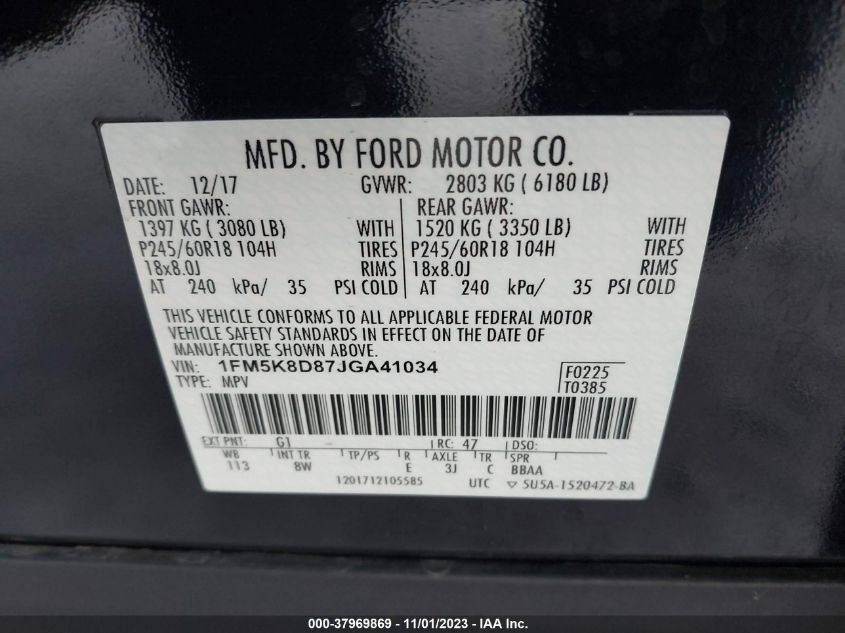 MFD. BY FORD MOTOR CO.
DATE: 12/17 GVWR: 2803 KG ( 6180 LB)
FRONT GAWR: REAR GAWR:
1397 KG ( 3080 LB) WITH 1520 KG ( 3350 LB) WITH
P245/60R18 104H TIRES P245/60R18 104H TIRES
18x8.0J RIMS 18x8.0J RIMS
AT 240 kPa/ 35 PSI COLD AT 240 kPa/ 35 PSI COLD
THIS VEHICLE CONFORMS TO ALL APPLICABLE FEDERAL MOTOR
VEHICLE SAFETY STANDARDS IN EFFECT ON THE DATE OF
MANUFACTURE SHOWN ABOVE.
VIN: 1FM5K8D87JGA41034 F0225
TYPE: MPV T0385
EXT PNT: G1 RC: 47 DSO:
WB INT TR TP/PS R AXLE TR SPR
113 8W E 3J C BBAA
1201712105585 UTC ▽ 5U5A-1520472-8A
000-37969869 - 11/01/2023 - IAA Inc.